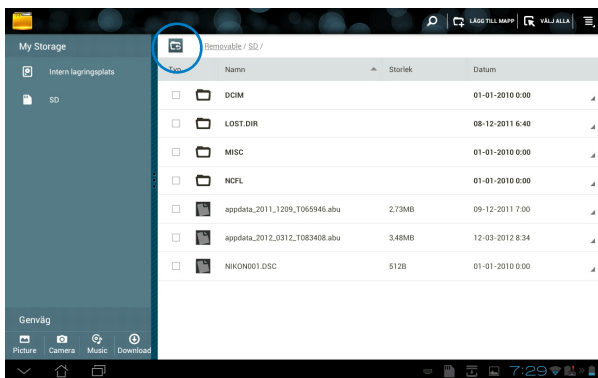 LÄGG TILL MAPP VÄLJ ALLA
My Storage
Removable / SD /
Typ Namn Storlek Datum
Intern lagringsplats
SD
DCIM 01-01-2010 0:00
LOST.DIR 08-12-2011 6:40
MISC 01-01-2010 0:00
NCFL 01-01-2010 0:00
appdata_2011_1209_T065946.abu 2,73MB 09-12-2011 7:00
appdata_2012_0312_T083408.abu 3,48MB 12-03-2012 8:34
NIKON001.DSC 512B 01-01-2010 0:00
Genväg
Picture Camera Music Download
7:29